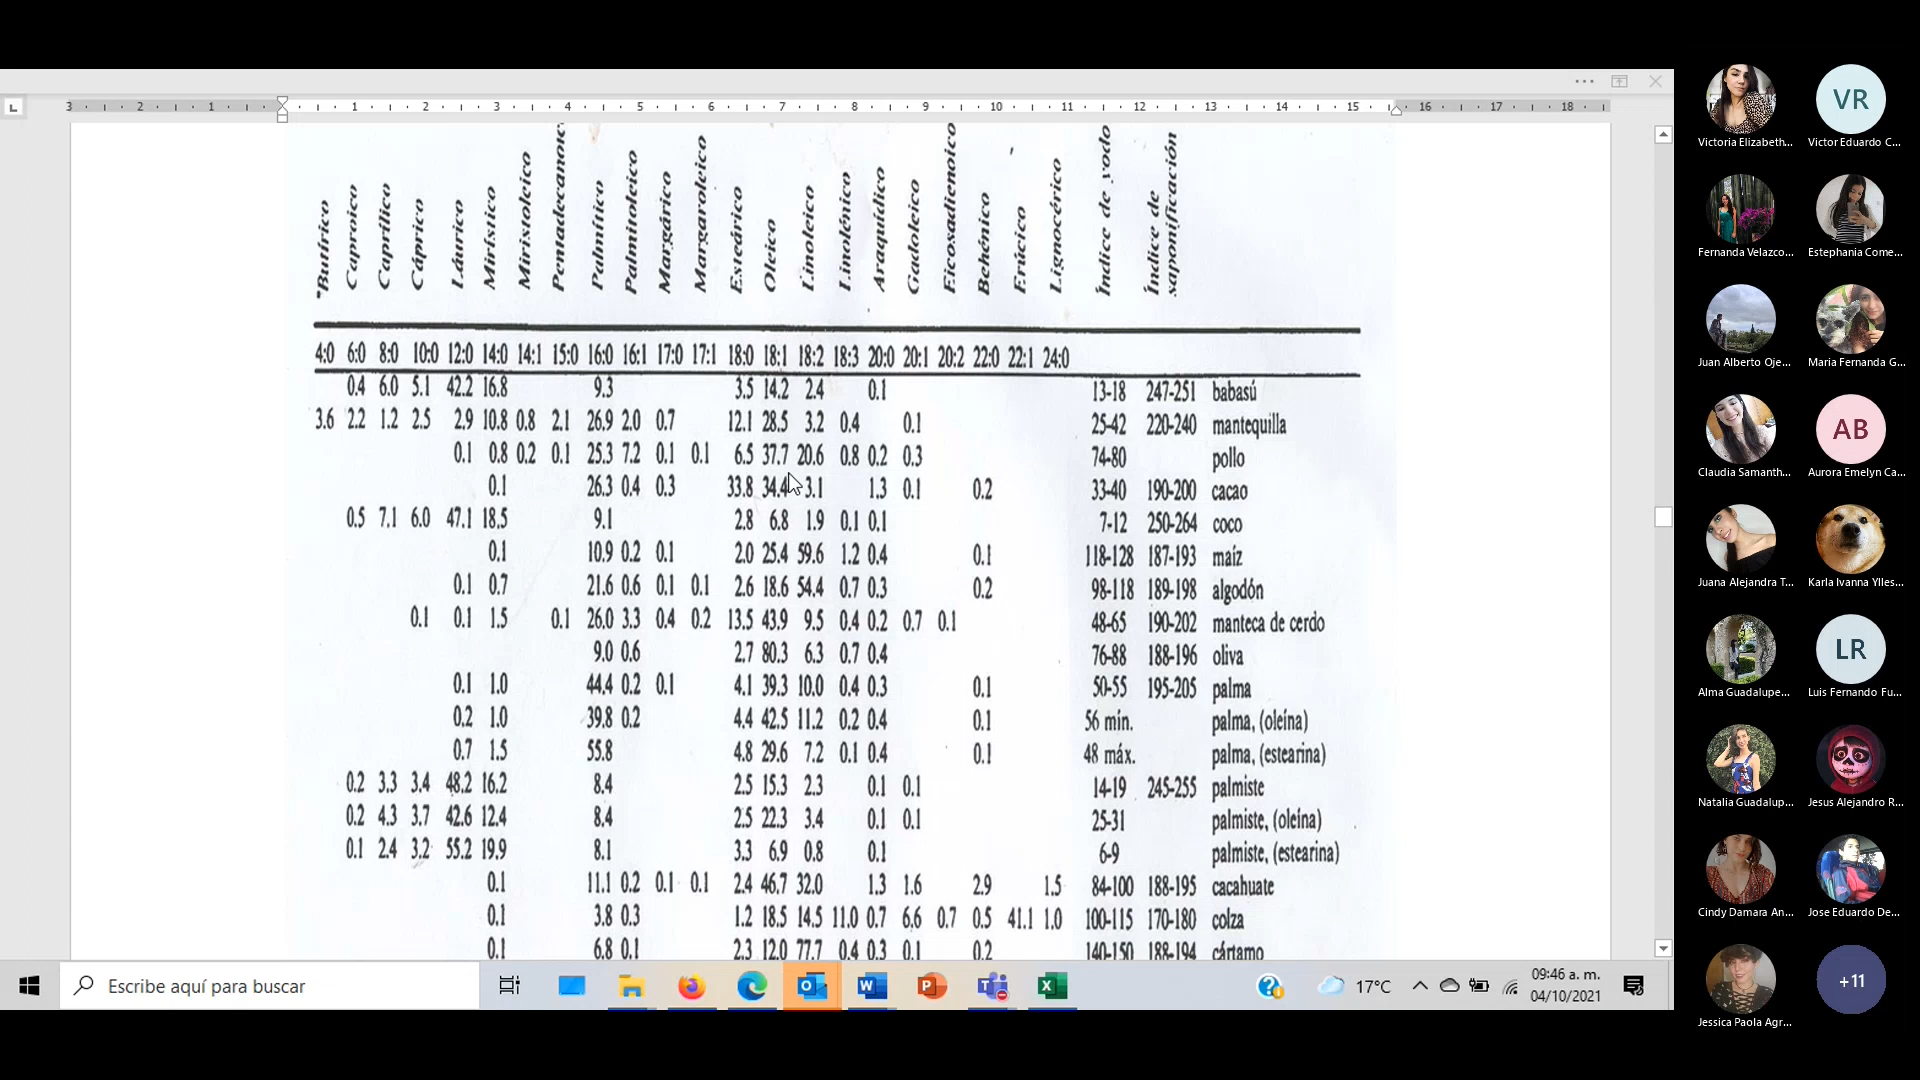 3 2 1 1 2 3 4 5 6 7 8 9 10 11 12 13 14 15 16 17 18
*Butírico Caproico Caprílico Cáprico Láurico Mirísico Mirisoleico Palmítico Palmitoleico Margárico Margaroleico Esteárico Oleico Linoleico Linolénico Araquídico Gadoleico Eicosadienoico Behénico Erúcico Lignocérico Índice de yodo Índice de saponificación
4:0 6:0 8:0 10:0 12:0 14:0 14:1 15:0 16:0 16:1 17:0 17:1 18:0 18:1 18:2 18:3 20:0 20:1 20:2 22:0 22:1 24:0
0.4 6.0 5.1 42.2 16.8 9.3 3.5 14.2 2.4 0.1 13-18 247-251 babasú
3.6 2.2 1.2 2.5 2.9 10.8 0.8 2.1 26.9 2.0 0.7 12.1 28.5 3.2 0.4 0.1 25-42 220-240 mantequilla
0.1 0.8 0.2 0.1 25.3 7.2 0.1 0.1 6.5 37.7 20.6 0.8 0.2 0.3 74-80 pollo
0.1 26.3 0.4 0.3 33.8 34.4 3.1 1.3 0.1 0.2 33-40 190-200 cacao
0.5 7.1 6.0 47.1 18.5 9.1 2.8 6.8 1.9 0.1 0.1 7-12 250-264 coco
0.1 10.9 0.2 0.1 2.0 25.4 59.6 1.2 0.4 0.1 118-128 187-193 maíz
0.1 0.7 21.6 0.6 0.1 0.1 2.6 18.6 54.4 0.7 0.3 0.2 98-118 189-198 algodón
0.1 0.1 1.5 0.1 26.0 3.3 0.4 0.2 13.5 43.9 9.5 0.4 0.2 0.7 0.1 48-65 190-202 manteca de cerdo
9.0 0.6 2.7 80.3 6.3 0.7 0.4 76-88 188-196 oliva
0.1 1.0 44.4 0.2 0.1 4.1 39.3 10.0 0.4 0.3 0.1 50-55 195-205 palma
0.2 1.0 39.8 0.2 4.4 42.5 11.2 0.2 0.4 0.1 56 mín. palma, (oleína)
0.7 1.5 55.8 4.8 29.6 7.2 0.1 0.4 0.1 48 máx. palma, (estearina)
0.2 3.3 3.4 48.2 16.2 8.4 2.5 15.3 2.3 0.1 0.1 14-19 245-255 palmiste
0.2 4.3 3.7 42.6 12.4 8.4 2.5 22.3 3.4 0.1 0.1 25-31 palmiste, (oleína)
0.1 2.4 3.2 55.2 19.9 8.1 3.3 6.9 0.8 0.1 6-9 palmiste, (estearina)
0.1 11.1 0.2 0.1 0.1 2.4 46.7 32.0 1.3 1.6 2.9 1.5 84-100 188-195 cacahuate
0.1 3.8 0.3 1.2 18.5 14.5 11.0 0.7 6.6 0.7 0.5 41.1 1.0 100-115 170-180 colza
0.1 6.8 0.1 2.3 12.0 77.7 0.4 0.3 0.1 0.2 140-150 188-194 cártamo
Escribe aquí para buscar
17°C
09:46 a. m.
04/10/2021
VR
Victoria Elizabeth... Victor Eduardo C...
Fernanda Velazco... Estephania Come...
Juan Alberto Oje... Maria Fernanda G...
AB
Claudia Samanth... Aurora Emelyn Ca...
Juana Alejandra T... Karla Ivanna Ylles...
LR
Alma Guadalupe... Luis Fernando Fu...
Natalia Guadalup... Jesus Alejandro R...
Cindy Damara An... Jose Eduardo De...
+11
Jessica Paola Agr...